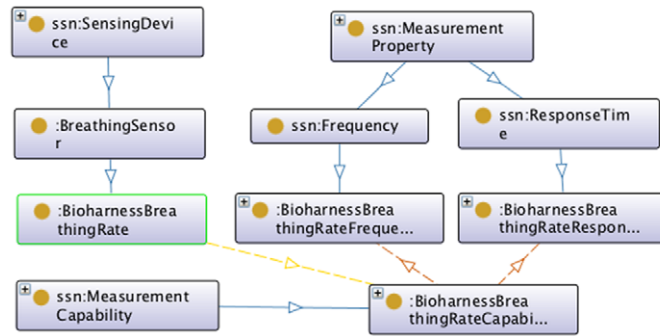 ssn:SensingDevi
ce
ssn:Measurement
Property
:BreathingSenso
r
ssn:Frequency
ssn:ResponseTim
e
:BioharnessBrea
thingRate
:BioharnessBrea
thingRateFreque...
:BioharnessBrea
thingRateRespon...
ssn:Measurement
Capability
:BioharnessBrea
thingRateCapabi...